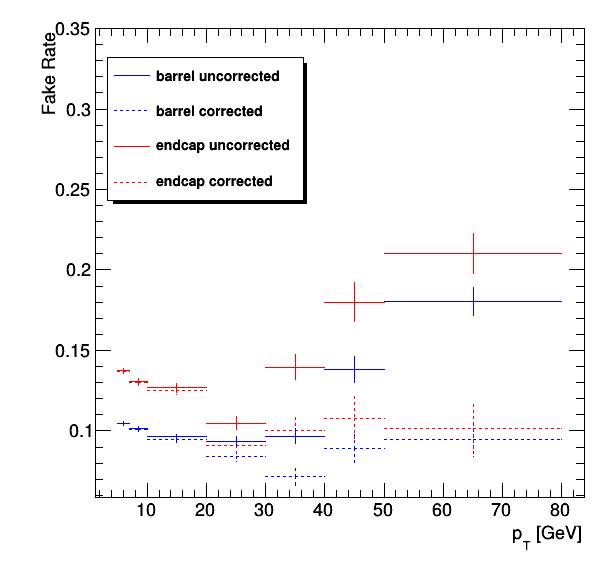 0.35
Fake Rate
barrel uncorrected
0.3
barrel corrected
endcap uncorrected
0.25
endcap corrected
0.2
0.15
0.1
10 20 30 40 50 60 70 80
p_T [GeV]